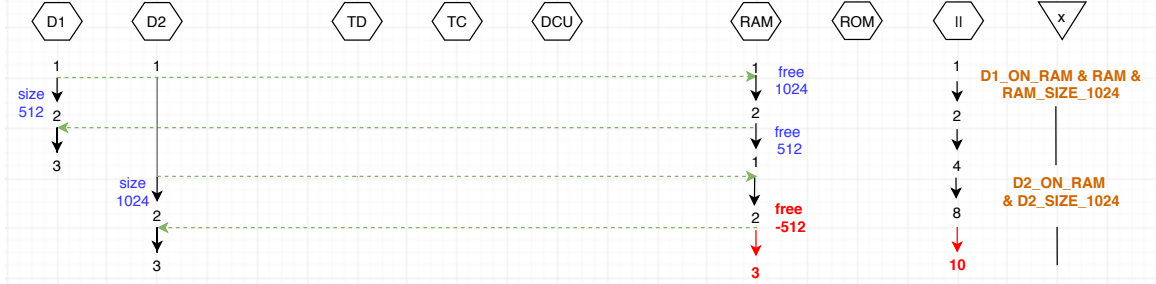 D1 D2 TD TC DCU RAM ROM II x
1 1 1 free 1 D1_ON_RAM & RAM &
size 1024 RAM_SIZE_1024
512 2 2 2
free
3 1 512 4
size D2_ON_RAM
1024 & D2_SIZE_1024
2 2 free 8
-512
3 3 10